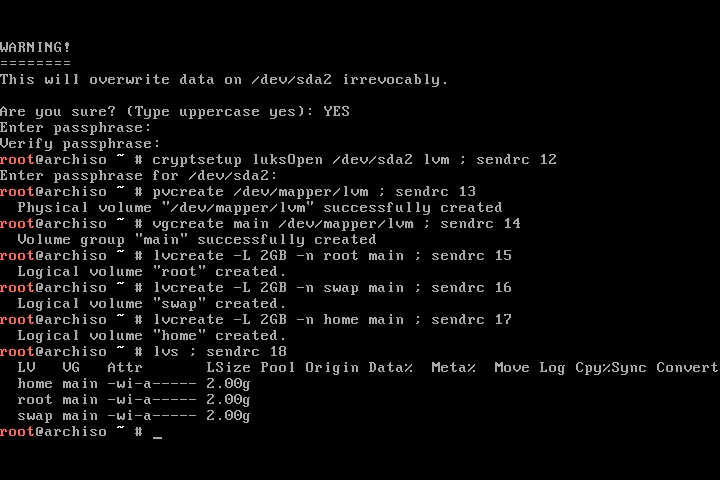 WARNING!
========
This will overwrite data on /dev/sda2 irrevocably.
Are you sure? (Type uppercase yes): YES
Enter passphrase:
Verify passphrase:
root@archiso ~ # cryptsetup luksOpen /dev/sda2 lvm ; sendrc 12
Enter passphrase for /dev/sda2:
root@archiso ~ # pvcreate /dev/mapper/lvm ; sendrc 13
  Physical volume "/dev/mapper/lvm" successfully created
root@archiso ~ # vgcreate main /dev/mapper/lvm ; sendrc 14
  Volume group "main" successfully created
root@archiso ~ # lvcreate -L 2GB -n root main ; sendrc 15
  Logical volume "root" created.
root@archiso ~ # lvcreate -L 2GB -n swap main ; sendrc 16
  Logical volume "swap" created.
root@archiso ~ # lvcreate -L 2GB -n home main ; sendrc 17
  Logical volume "home" created.
root@archiso ~ # lvs ; sendrc 18
  LV   VG   Attr       LSize Pool Origin Data%  Meta%  Move Log Cpy%Sync Convert
  home main -wi-a----- 2.00g
  root main -wi-a----- 2.00g
  swap main -wi-a----- 2.00g
root@archiso ~ # _